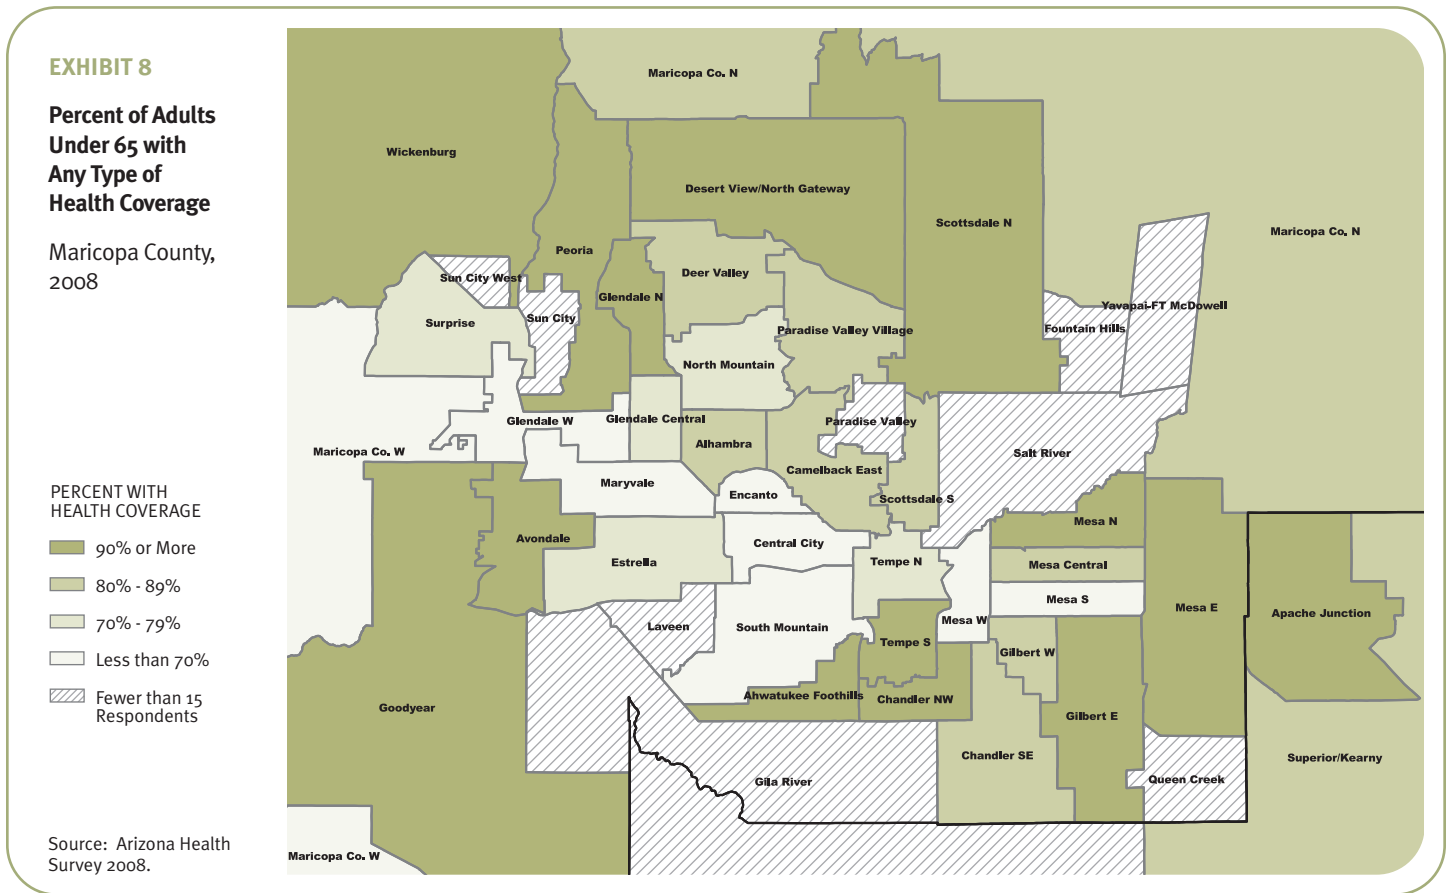 EXHIBIT 8
Percent of Adults
Under 65 with
Any Type of
Health Coverage
Maricopa County,
2008
PERCENT WITH
HEALTH COVERAGE
90% or More
80% - 89%
70% - 79%
Less than 70%
Fewer than 15
Respondents
Source: Arizona Health
Survey 2008.
Maricopa Co. N
Wickenburg
Desert View/North Gateway
Scottsdale N
Maricopa Co. N
Peoria
Deer Valley
Sun City West
Glendale N
Yavapai-FT McDowell
Sun City
Surprise
Fountain Hills
Paradise Valley Village
North Mountain
Glendale W
Glendale Central
Paradise Valley
Alhambra
Maricopa Co. W
Salt River
Camelback East
Maryvale
Encanto
Scottsdale S
Mesa N
Avondale
Central City
Estrella
Tempe N
Mesa Central
Mesa S
Mesa E
Apache Junction
Mesa W
Laveen
South Mountain
Tempe S
Gilbert W
Ahwatukee Foothills
Chandler NW
Goodyear
Gilbert E
Chandler SE
Superior/Kearny
Gila River
Queen Creek
Maricopa Co. W